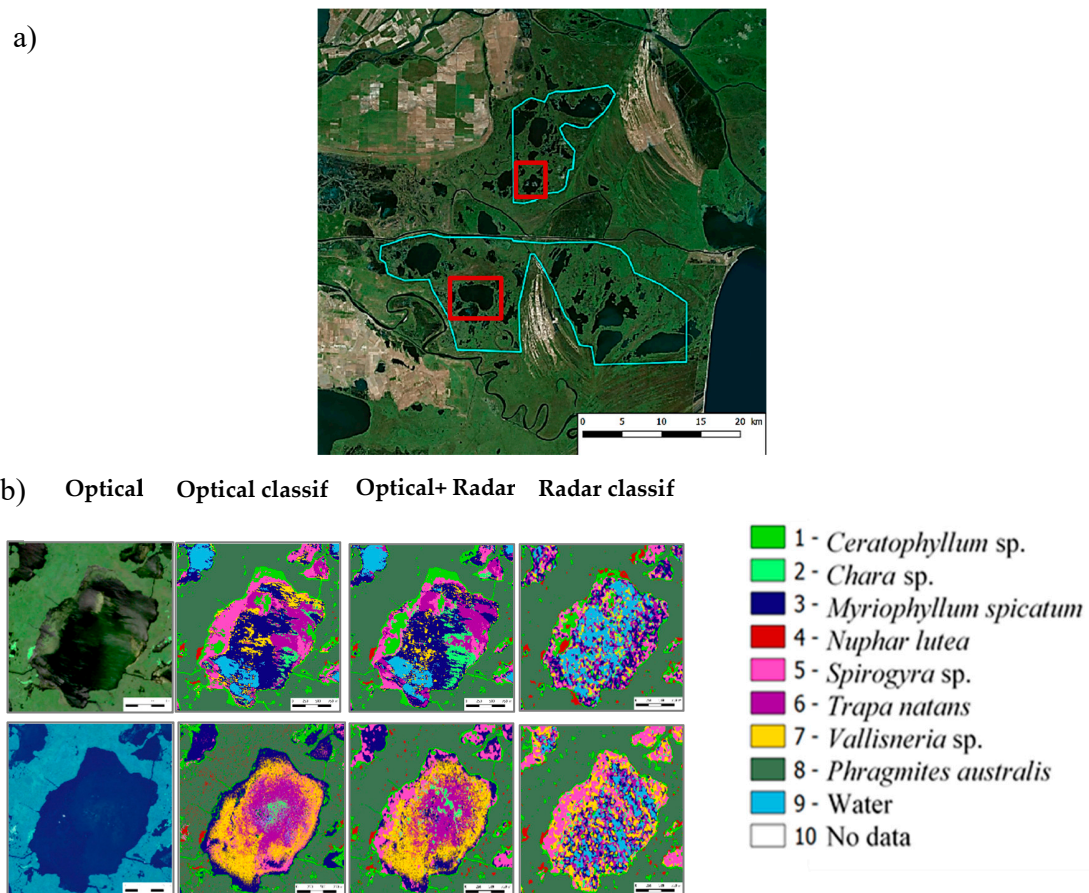 a)
0 5 10 15 20 km
b) Optical Optical classif Optical+ Radar Radar classif
1 - Ceratophyllum sp.
2 - Chara sp.
3 - Myriophyllum spicatum
4 - Nuphar lutea
5 - Spirogyra sp.
6 - Trapa natans
7 - Vallisneria sp.
8 - Phragmites australis
9 - Water
10 No data